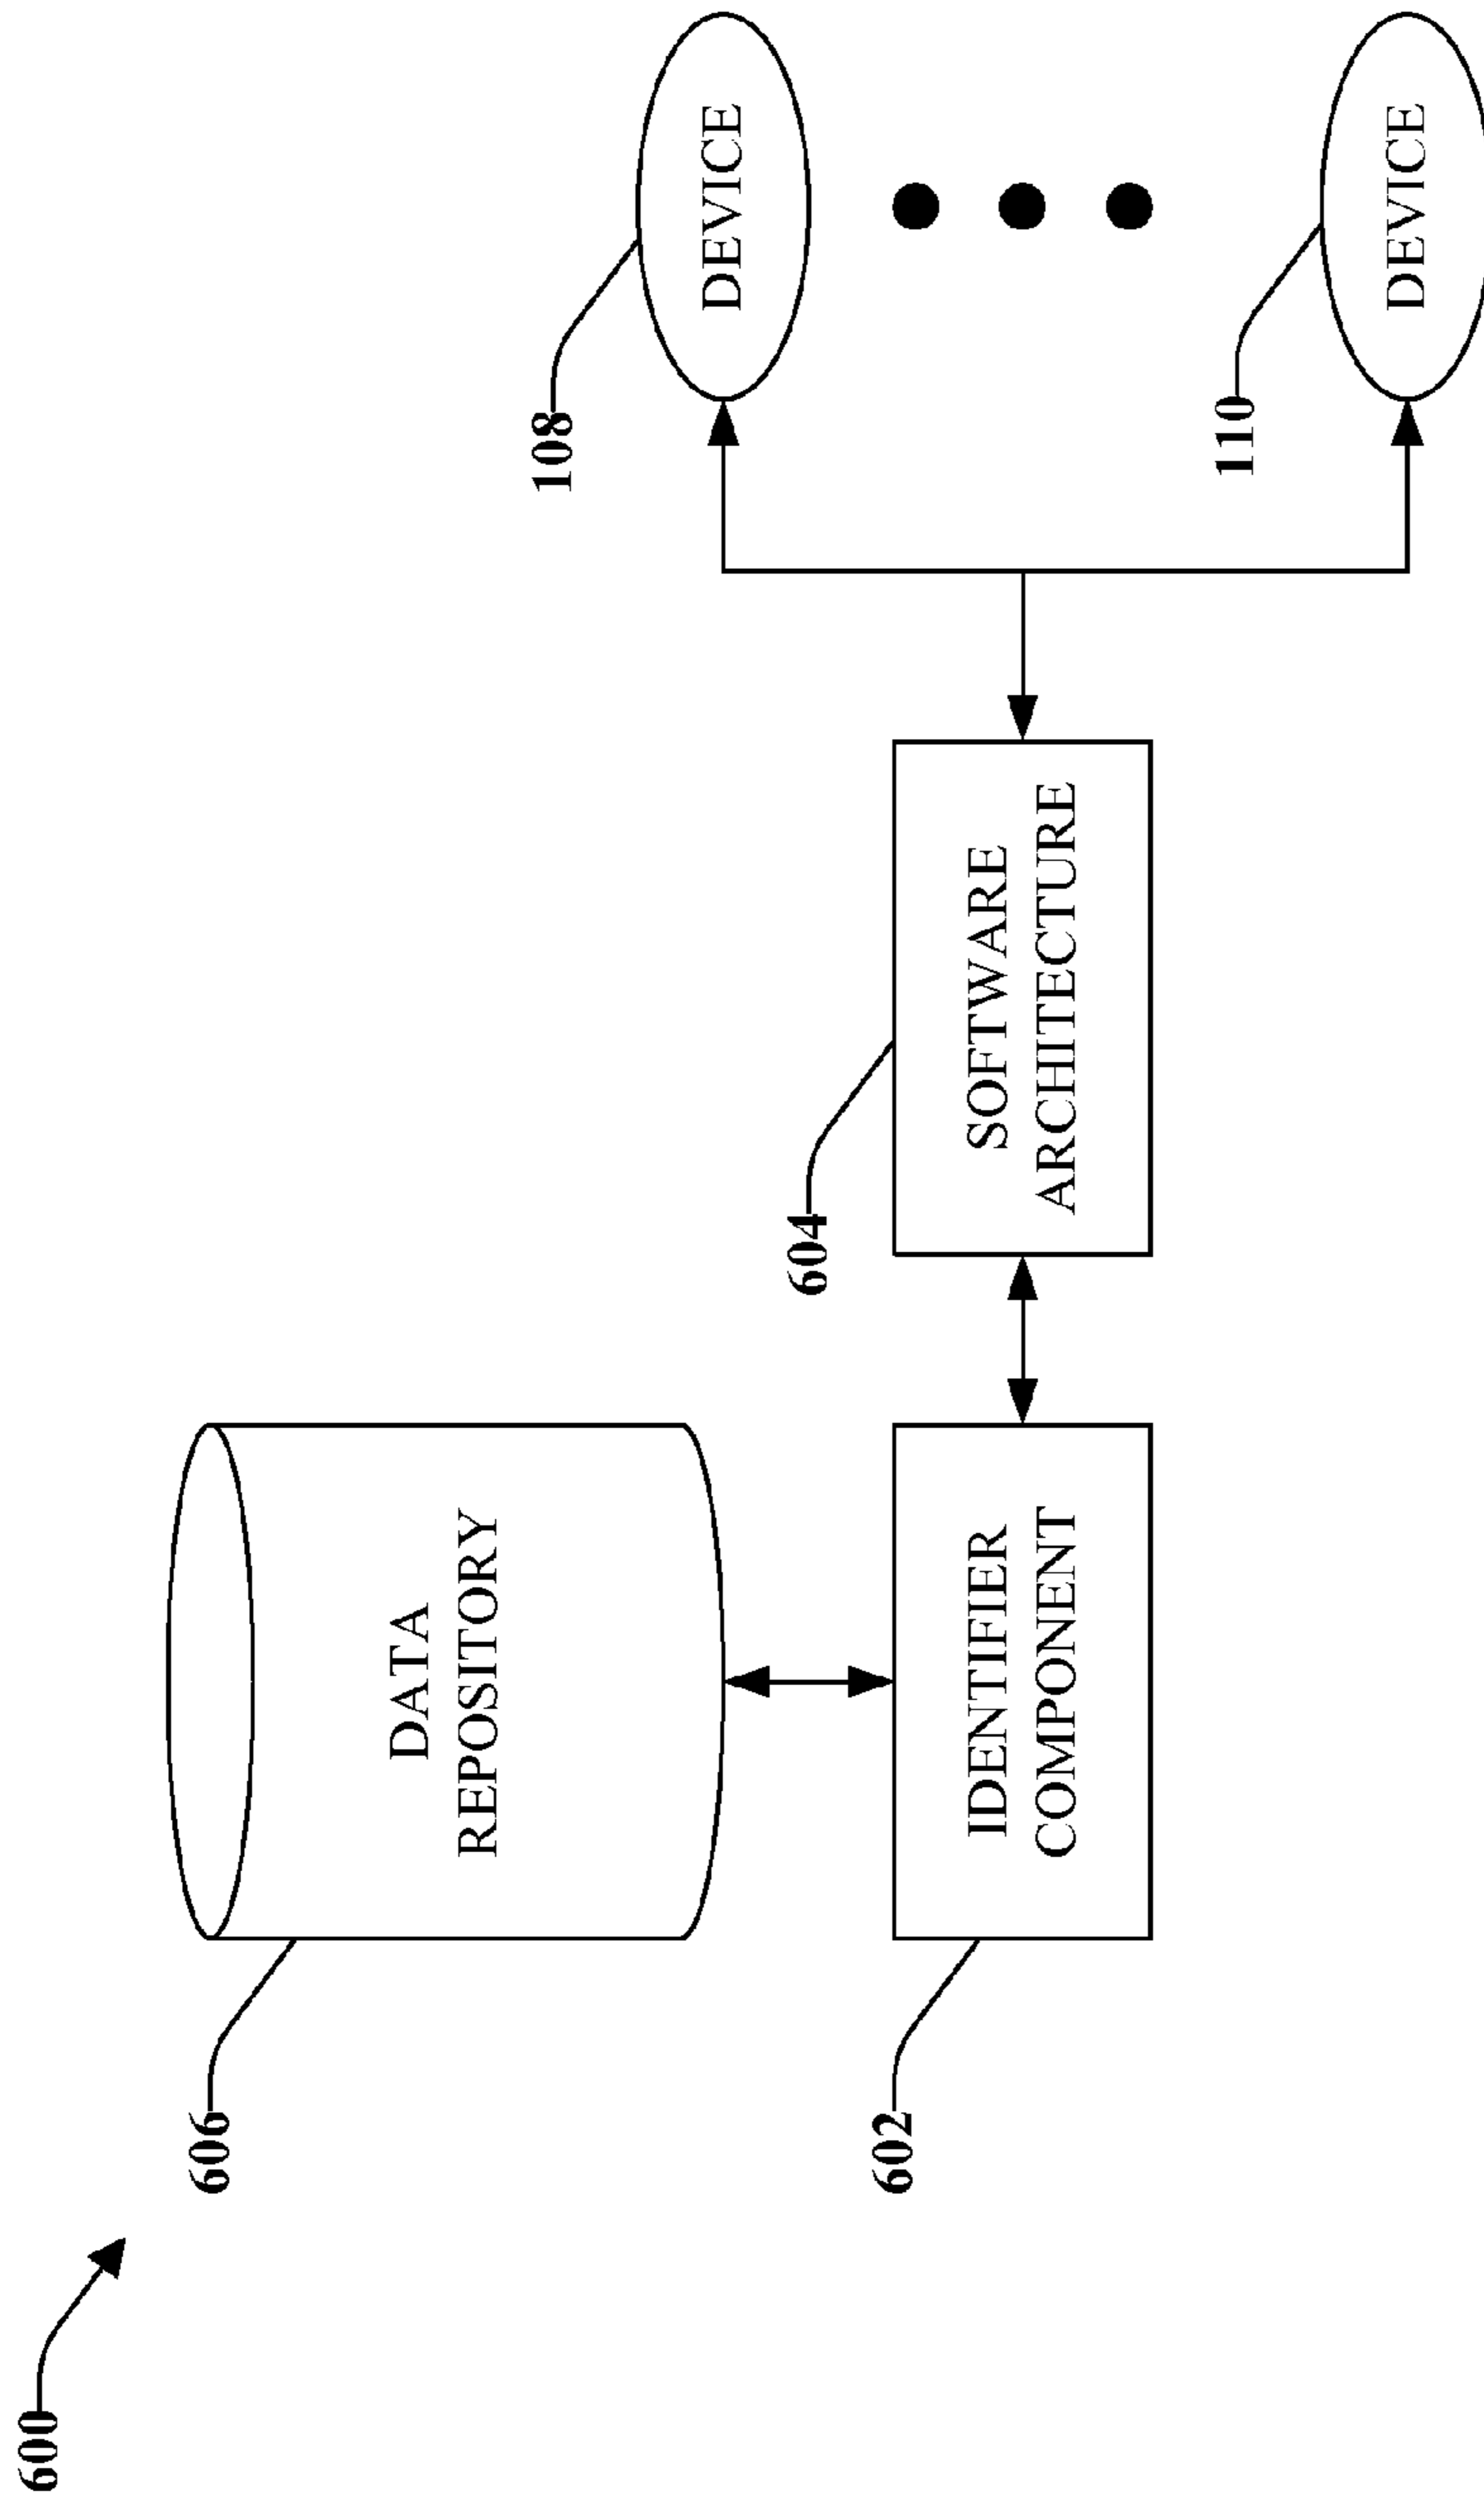 600
606
DATA
REPOSITORY
602
IDENTIFIER
COMPONENT
604
SOFTWARE
ARCHITECTURE
108
DEVICE
110
DEVICE